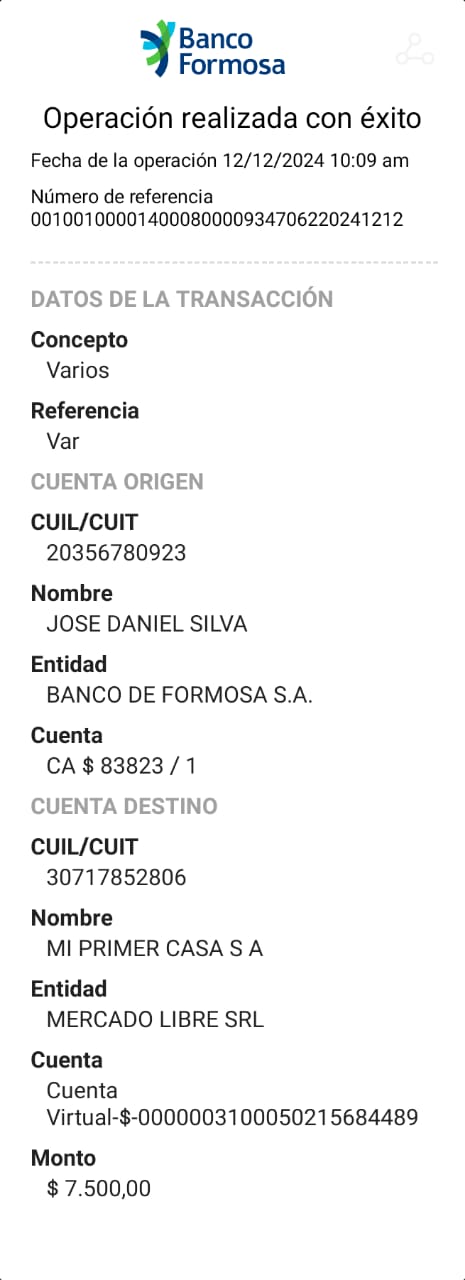 Banco
Formosa
Operación realizada con éxito
Fecha de la operación 12/12/2024 10:09 am
Número de referencia
0010010000140008000093470622024​1212
DATOS DE LA TRANSACCIÓN
Concepto
Varios
Referencia
Var
CUENTA ORIGEN
CUIL/CUIT
20356780923
Nombre
JOSE DANIEL SILVA
Entidad
BANCO DE FORMOSA S.A.
Cuenta
CA $ 83823 / 1
CUENTA DESTINO
CUIL/CUIT
30717852806
Nombre
MI PRIMER CASA S A
Entidad
MERCADO LIBRE SRL
Cuenta
Cuenta
Virtual-$-0000003100050215684489
Monto
$ 7.500,00